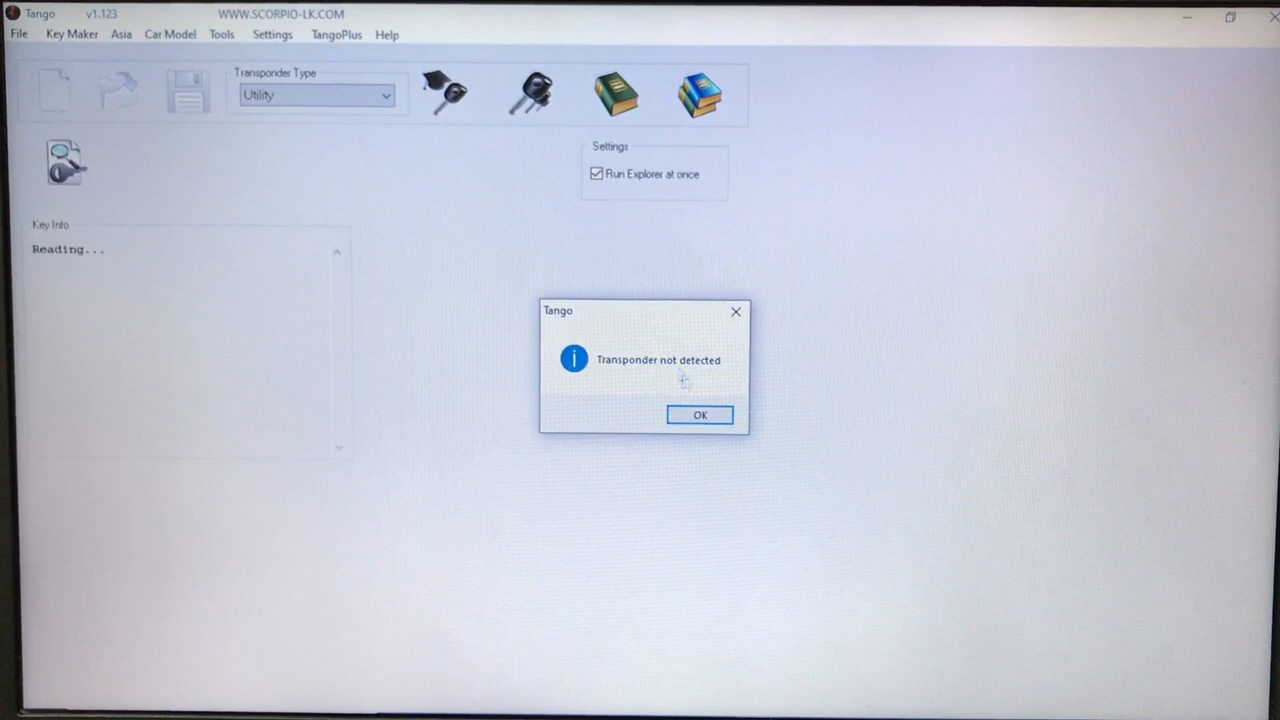 Tango v1.123 WWW.SCORPIO-LK.COM
File Key Maker Asia Car Model Tools Settings TangoPlus Help
Transponder Type
Utility
Settings
Run Explorer at once
Key Info
Reading...
Tango
Transponder not detected
OK